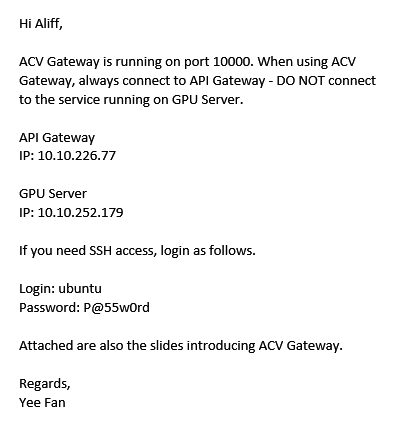 Hi Aliff,
ACV Gateway is running on port 10000. When using ACV
Gateway, always connect to API Gateway - DO NOT connect
to the service running on GPU Server.
API Gateway
IP: 10.10.226.77
GPU Server
IP: 10.10.252.179
If you need SSH access, login as follows.
Login: ubuntu
Password: P@55w0rd
Attached are also the slides introducing ACV Gateway.
Regards,
Yee Fan